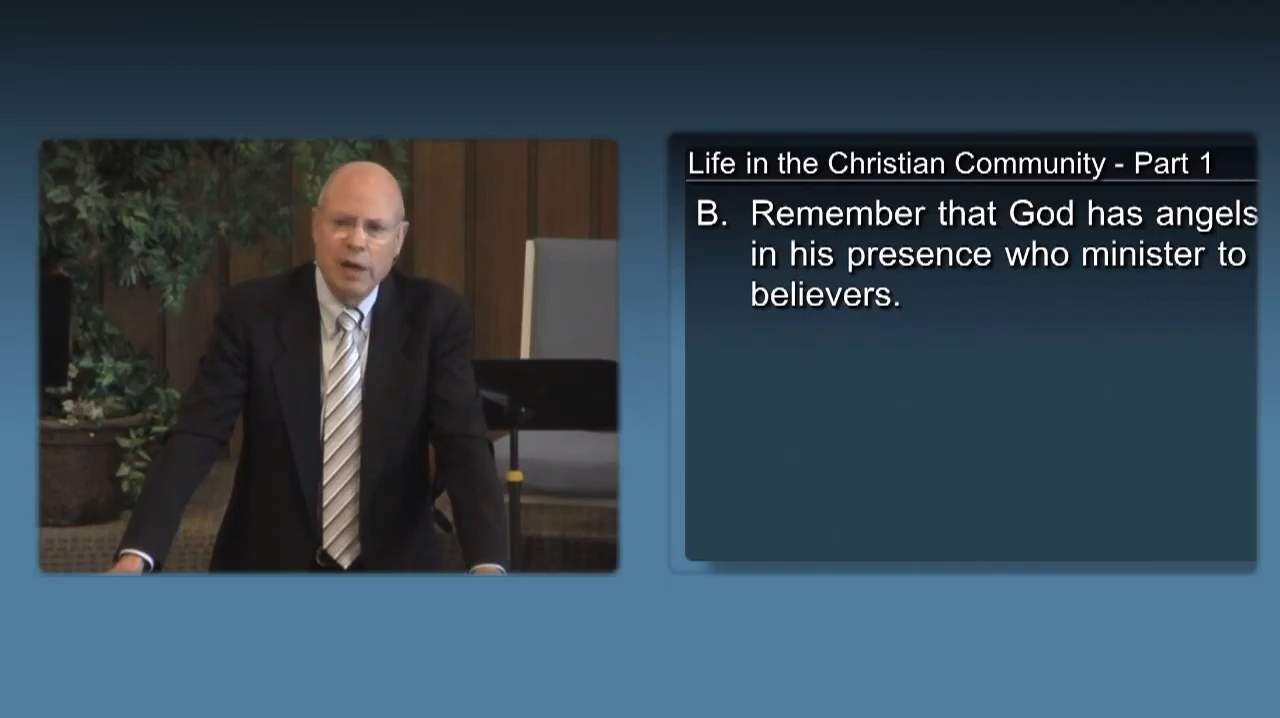 Life in the Christian Community - Part 1
B. Remember that God has angels
in his presence who minister to
believers.